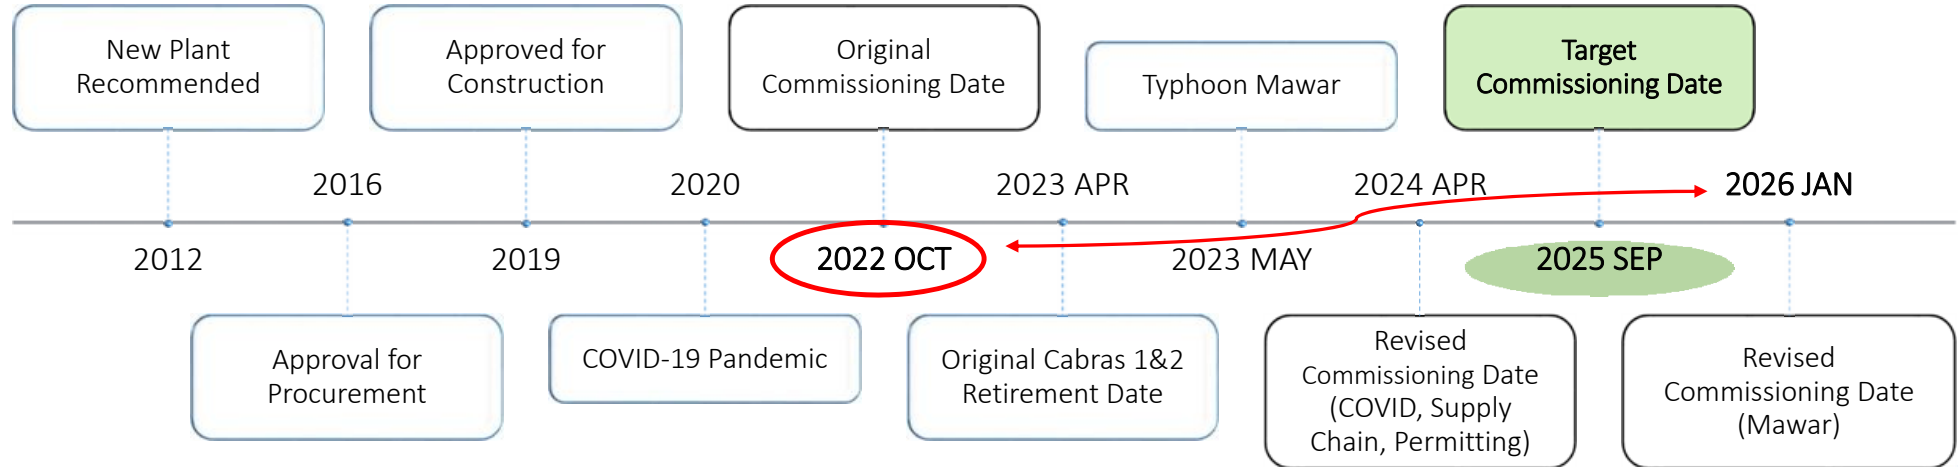 New Plant
Recommended
Approved for
Construction
Original
Commissioning Date
Typhoon Mawar
Target
Commissioning Date
2016
2020
2023 APR
2024 APR
2026 JAN
2012
2019
2022 OCT
2023 MAY
2025 SEP
Approval for
Procurement
COVID-19 Pandemic
Original Cabras 1&2
Retirement Date
Revised
Commissioning Date
(COVID, Supply
Chain, Permitting)
Revised
Commissioning Date
(Mawar)